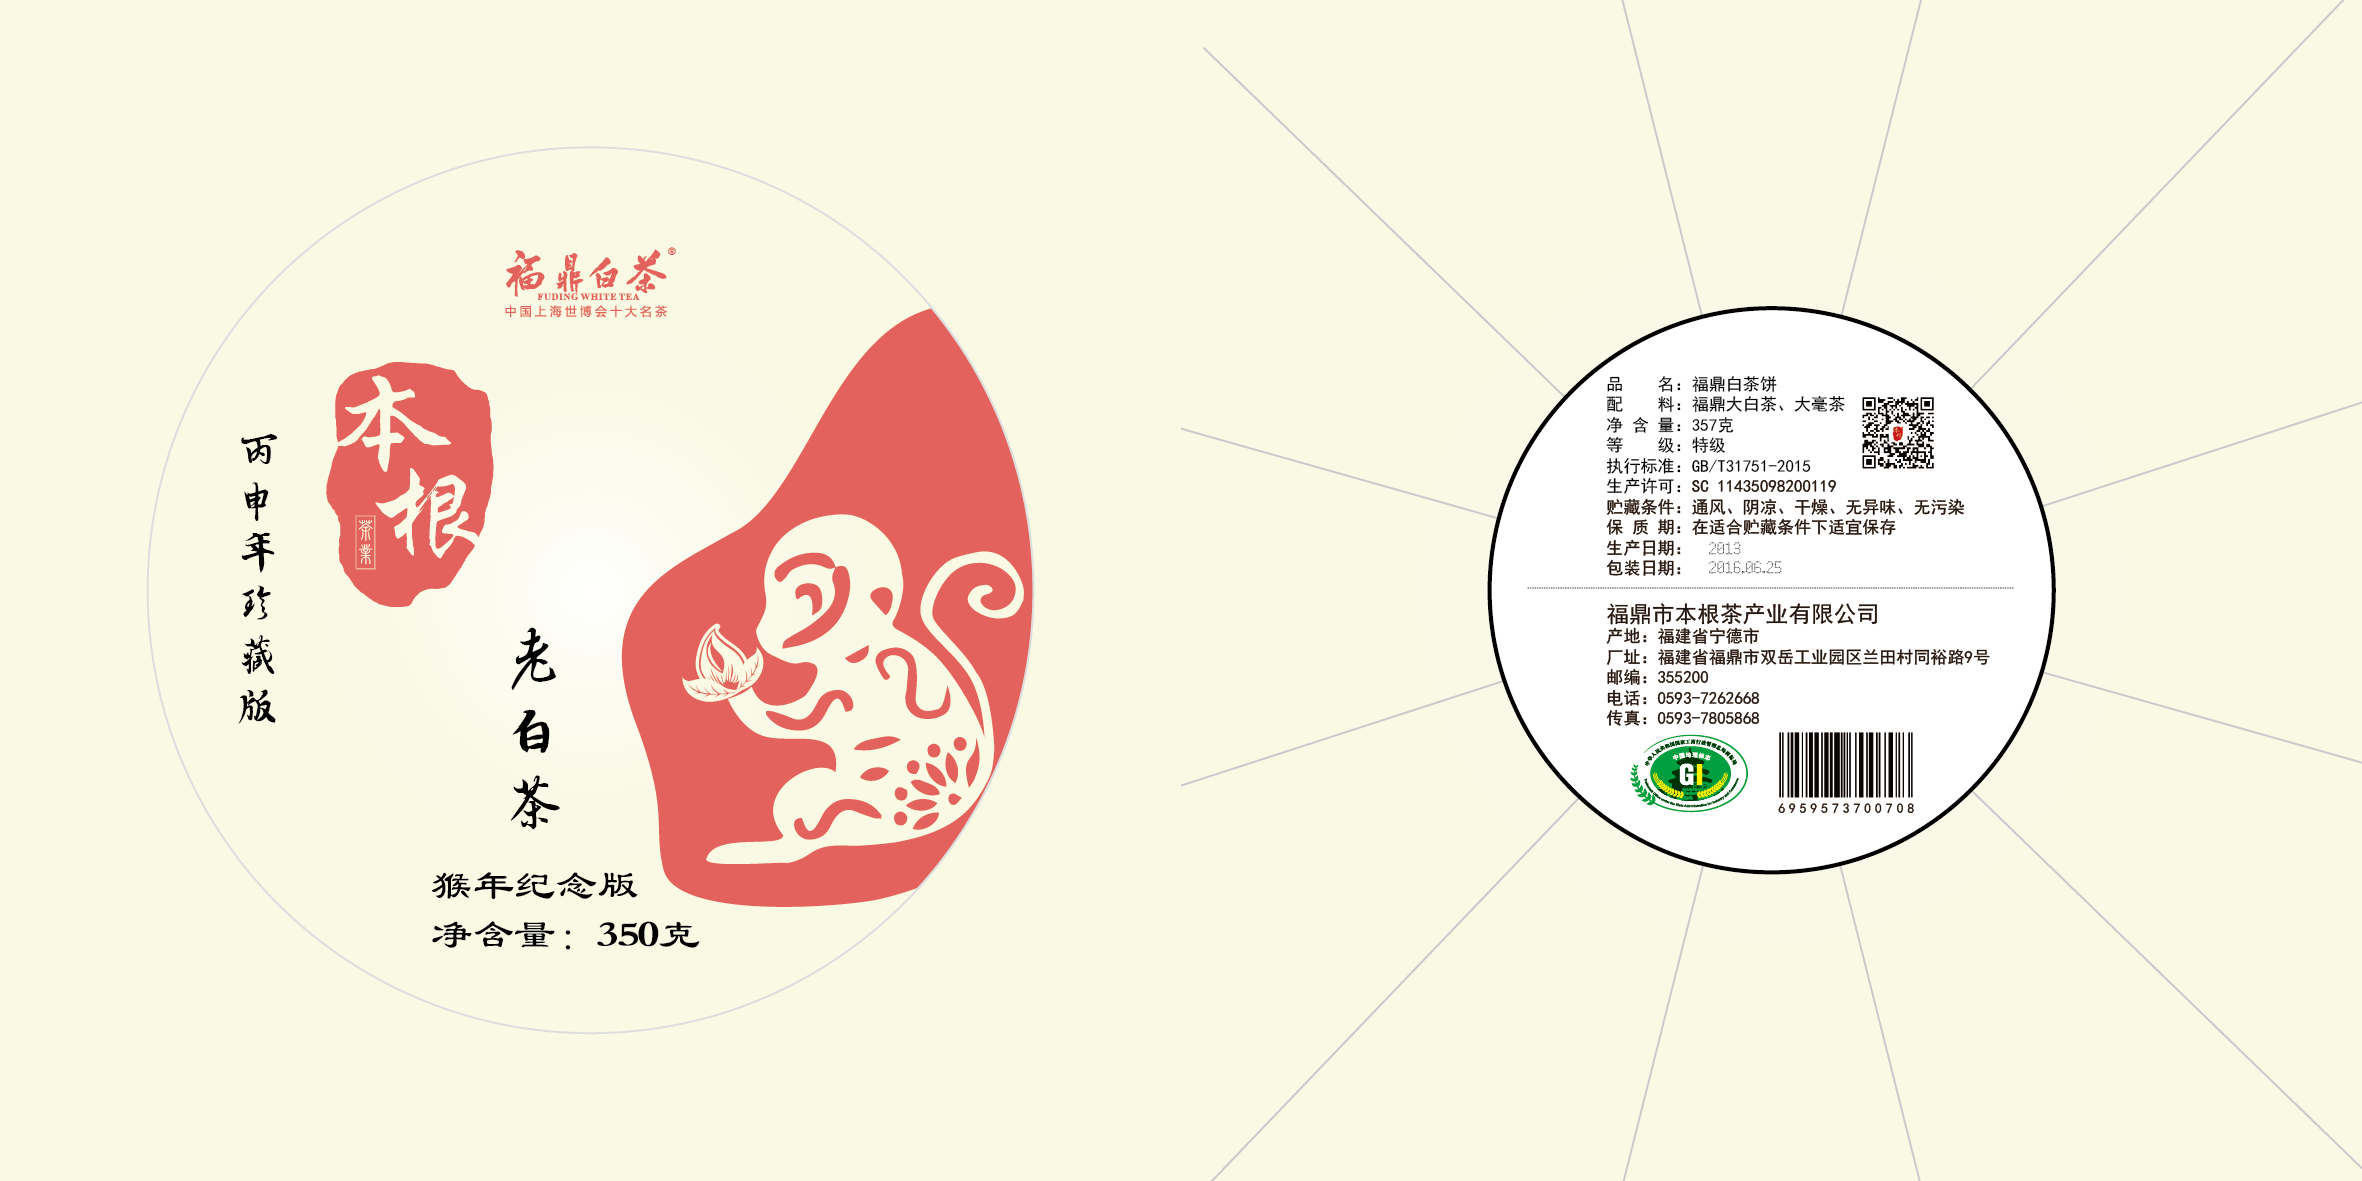 福鼎白茶®
FUDING WHITE TEA
中国上海世博会十大名茶
本根
茶業
丙申年珍藏版
老白茶
猴年纪念版
净含量：350克
品名：福鼎白茶饼
配料：福鼎大白茶、大毫茶
净含量：357克
等级：特级
执行标准：GB/T31751-2015
生产许可：SC 11435098200119
贮藏条件：通风、阴凉、干燥、无异味、无污染
保质期：在适合贮藏条件下适宜保存
生产日期：2013
包装日期：2016.06.25
福鼎市本根茶产业有限公司
产地：福建省宁德市
厂址：福建省福鼎市双岳工业园区兰田村同裕路9号
邮编：355200
电话：0593-7262668
传真：0593-7805868
中国地理标志
GI
6959573700708